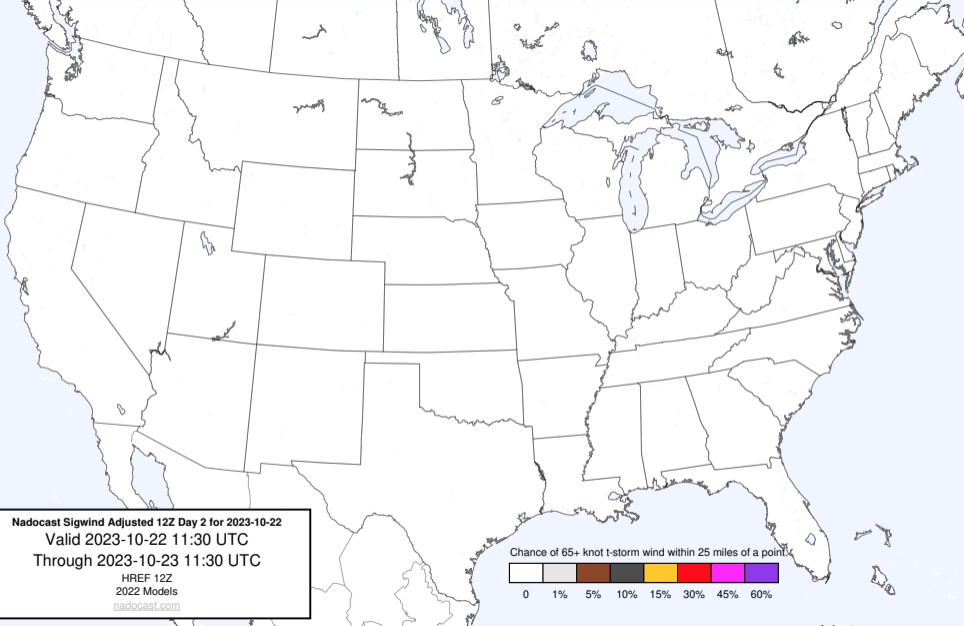 Nadocast Sigwind Adjusted 12Z Day 2 for 2023-10-22
Valid 2023-10-22 11:30 UTC
Through 2023-10-23 11:30 UTC
HREF 12Z
2022 Models
nadocast.com
Chance of 65+ knot t-storm wind within 25 miles of a point.
0 1% 5% 10% 15% 30% 45% 60%